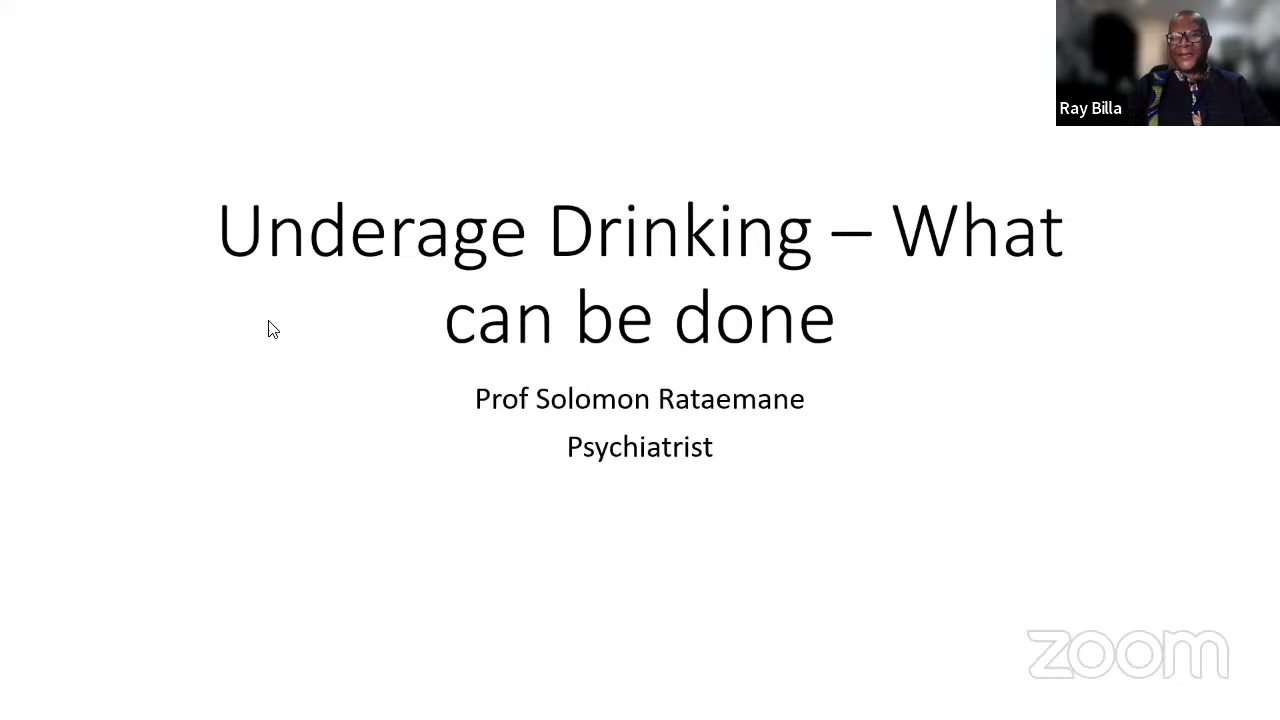 Ray Billa
Underage Drinking – What
can be done
Prof Solomon Rataemane
Psychiatrist
zoom